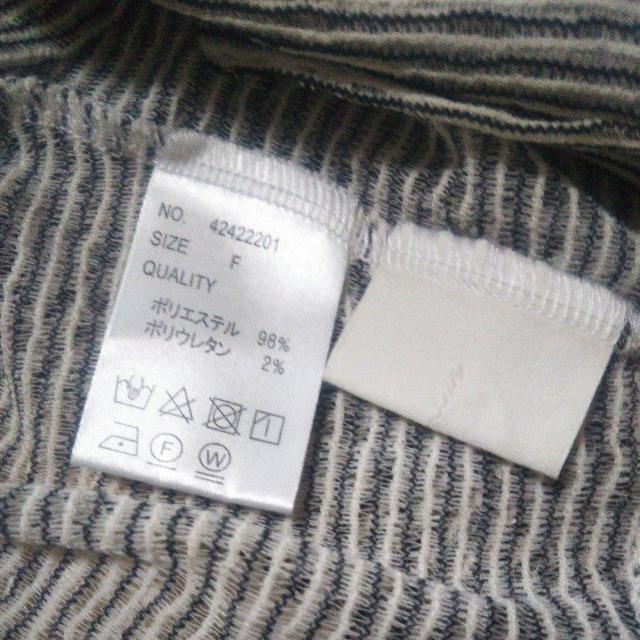 NO. 42422201
SIZE F
QUALITY
ポリエステル 98%
ポリウレタン 2%
F
W